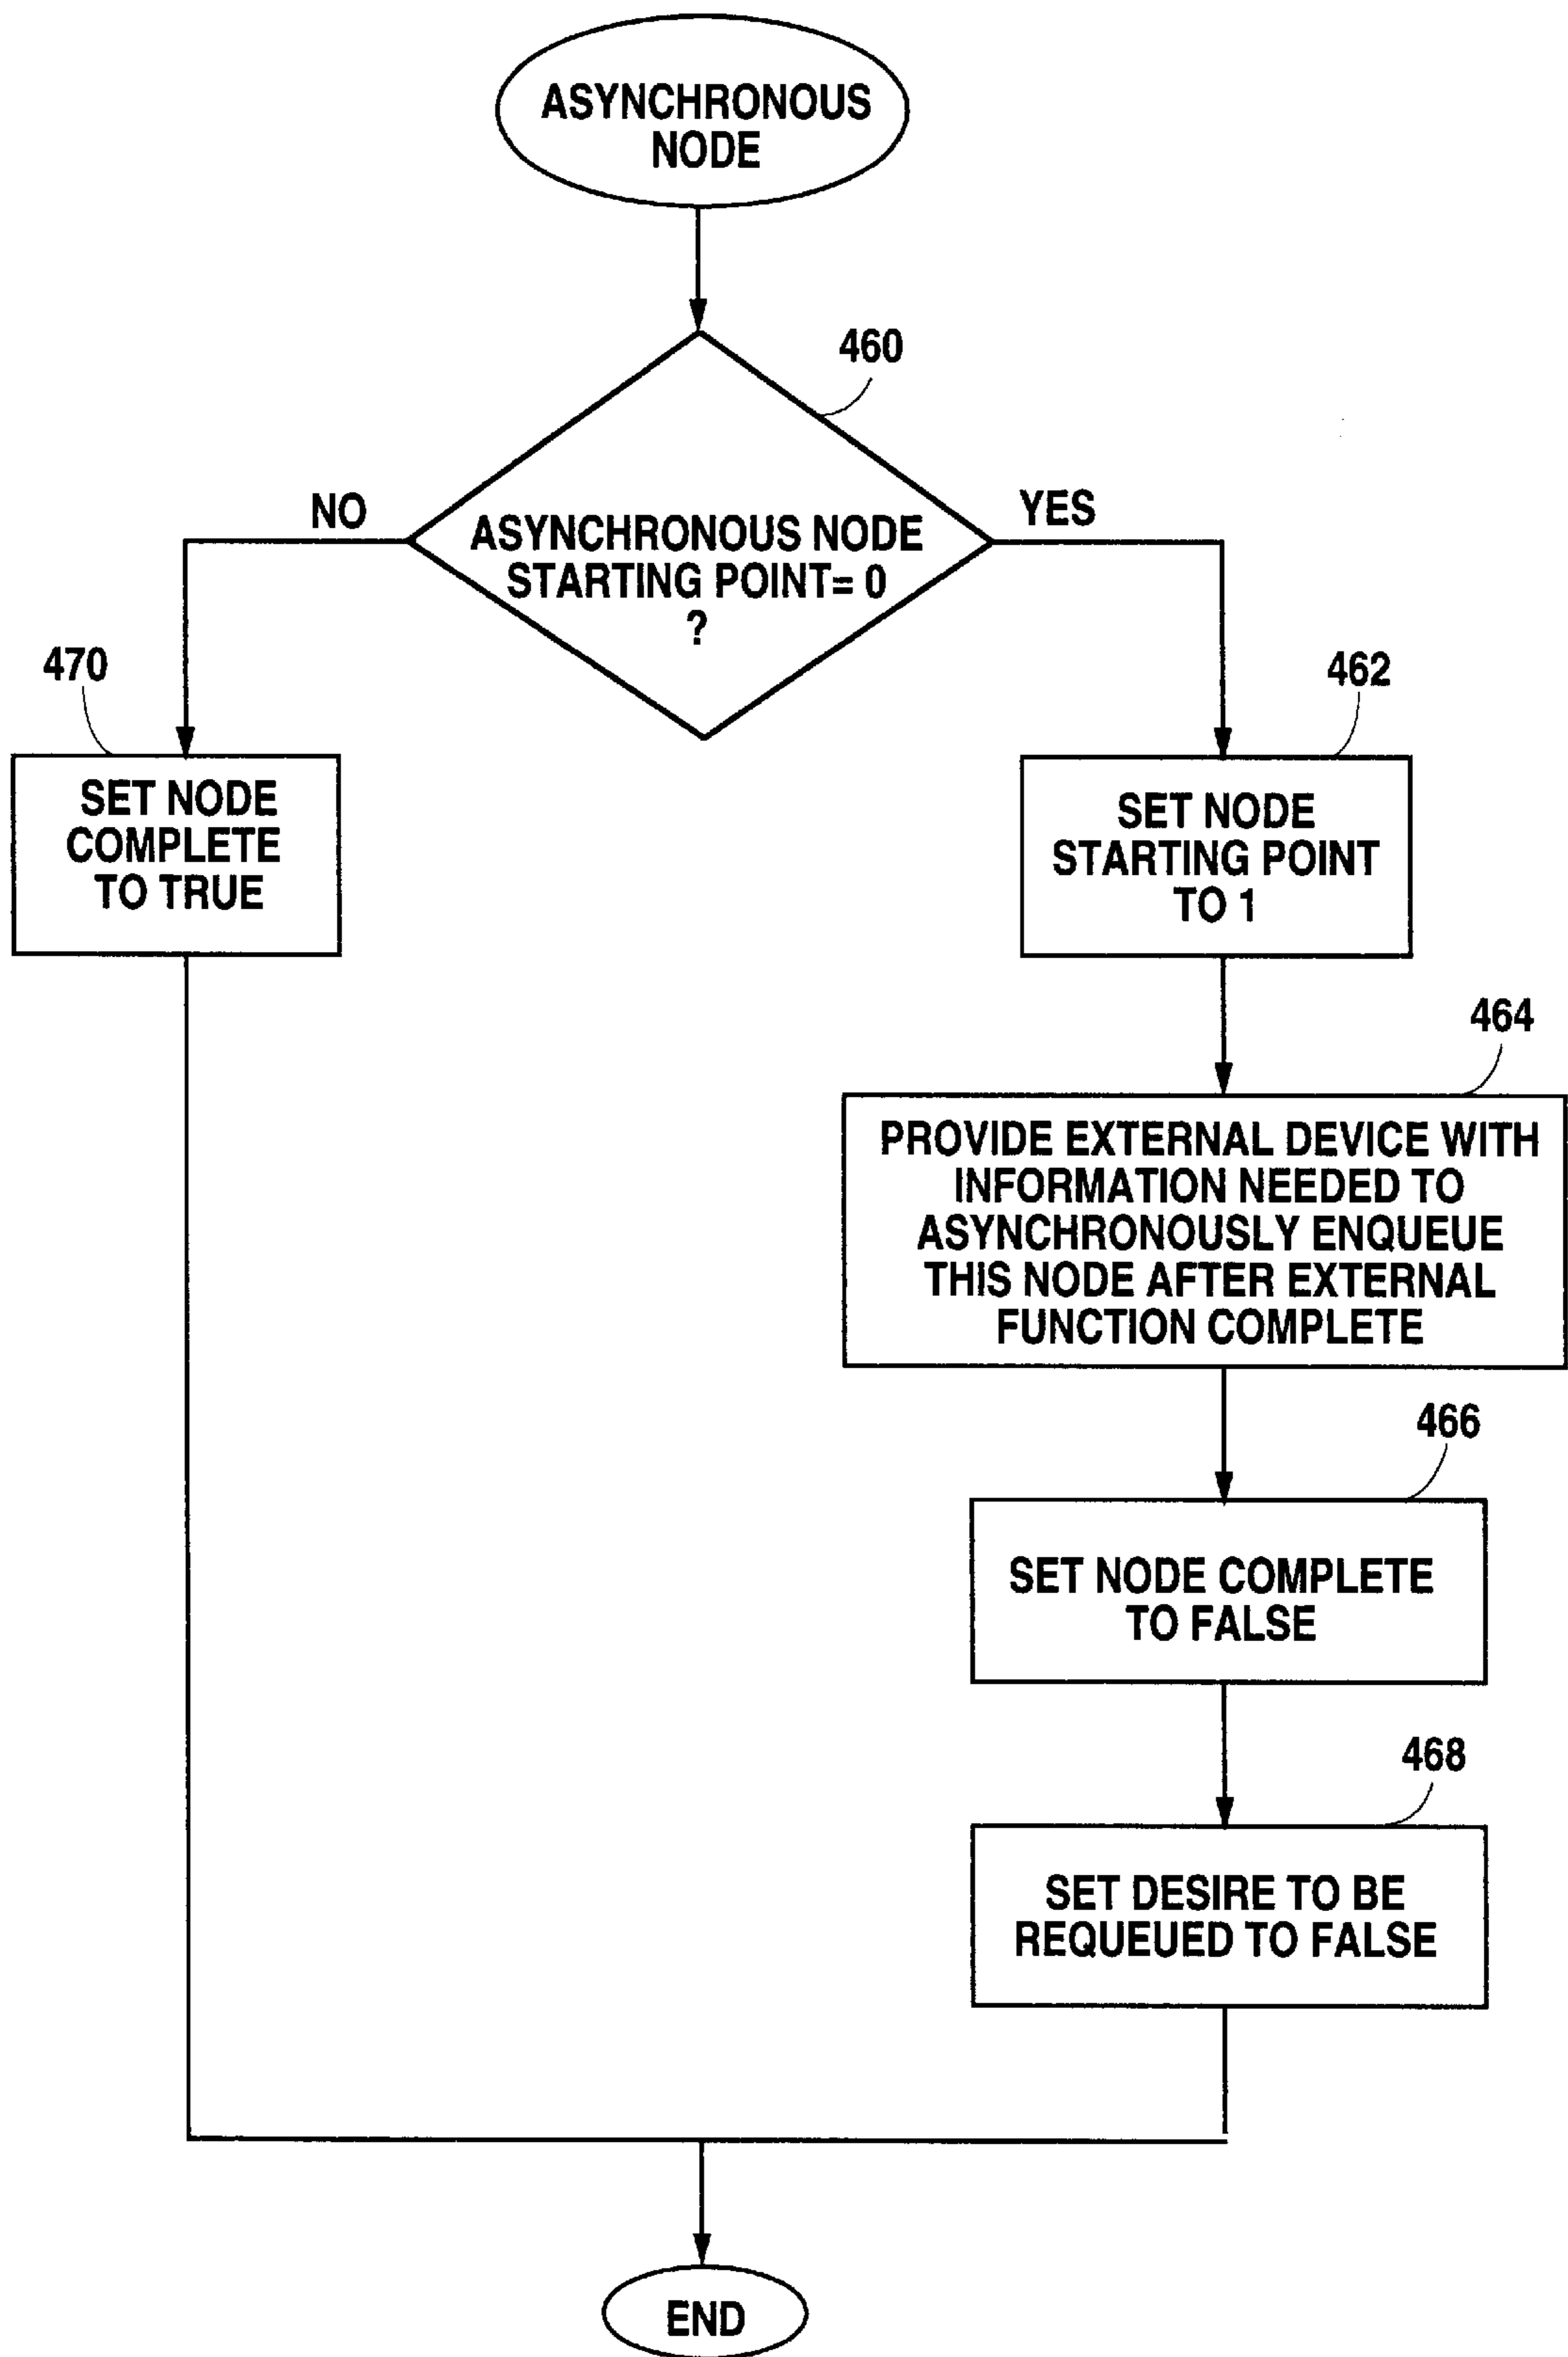 ASYNCHRONOUS
NODE
460
NO
YES
ASYNCHRONOUS NODE
STARTING POINT= 0
?
470
462
SET NODE
COMPLETE
TO TRUE
SET NODE
STARTING POINT
TO 1
464
PROVIDE EXTERNAL DEVICE WITH
INFORMATION NEEDED TO
ASYNCHRONOUSLY ENQUEUE
THIS NODE AFTER EXTERNAL
FUNCTION COMPLETE
466
SET NODE COMPLETE
TO FALSE
468
SET DESIRE TO BE
REQUEUED TO FALSE
END